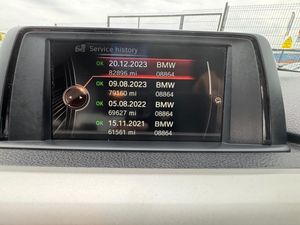 Service history
OK 20.12.2023 BMW
82896 mi 08864
OK 09.08.2023 BMW
79160 mi 08864
OK 05.08.2022 BMW
69627 mi 08864
OK 15.11.2021 BMW
61561 mi 08864